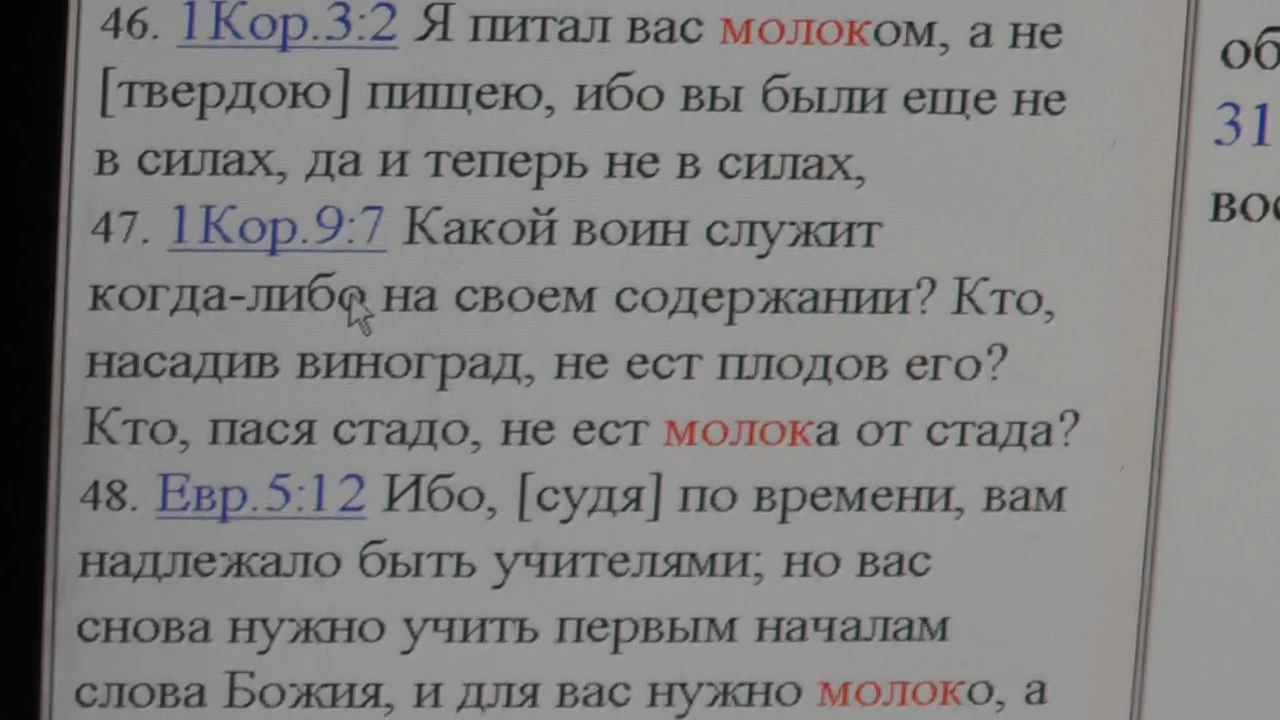 46. 1Кор.3:2 Я питал вас молоком, а не
[твердою] пищею, ибо вы были еще не
в силах, да и теперь не в силах,
47. 1Кор.9:7 Какой воин служит
когда-либо на своем содержании? Кто,
насадив виноград, не ест плодов его?
Кто, пася стадо, не ест молока от стада?
48. Евр.5:12 Ибо, [судя] по времени, вам
надлежало быть учителями; но вас
снова нужно учить первым началам
слова Божия, и для вас нужно молоко, а
об
31
вос